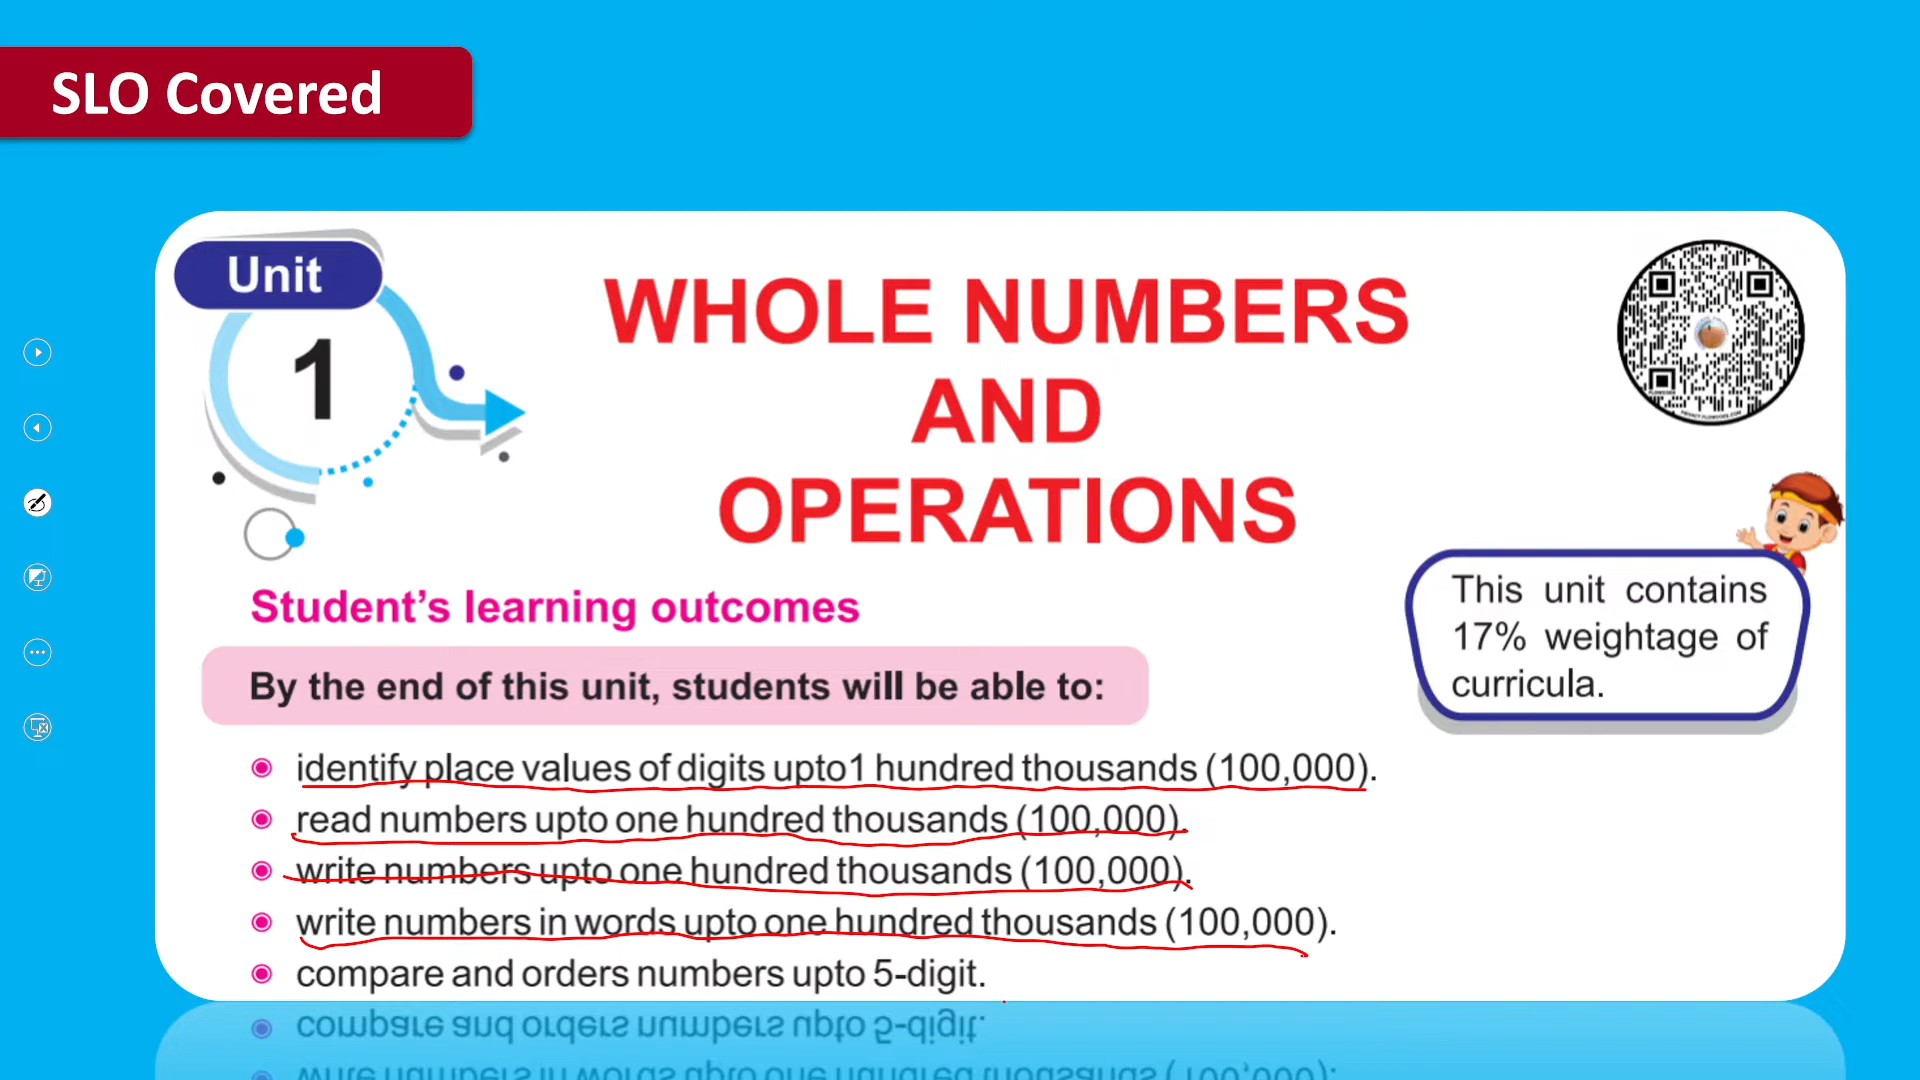 SLO Covered
Unit
1
WHOLE NUMBERS
AND
OPERATIONS
Student's learning outcomes
This unit contains
17% weightage of
curricula.
By the end of this unit, students will be able to:
identify place values of digits upto1 hundred thousands (100,000).
read numbers upto one hundred thousands (100,000).
write numbers upto one hundred thousands (100,000).
write numbers in words upto one hundred thousands (100,000).
compare and orders numbers upto 5-digit.